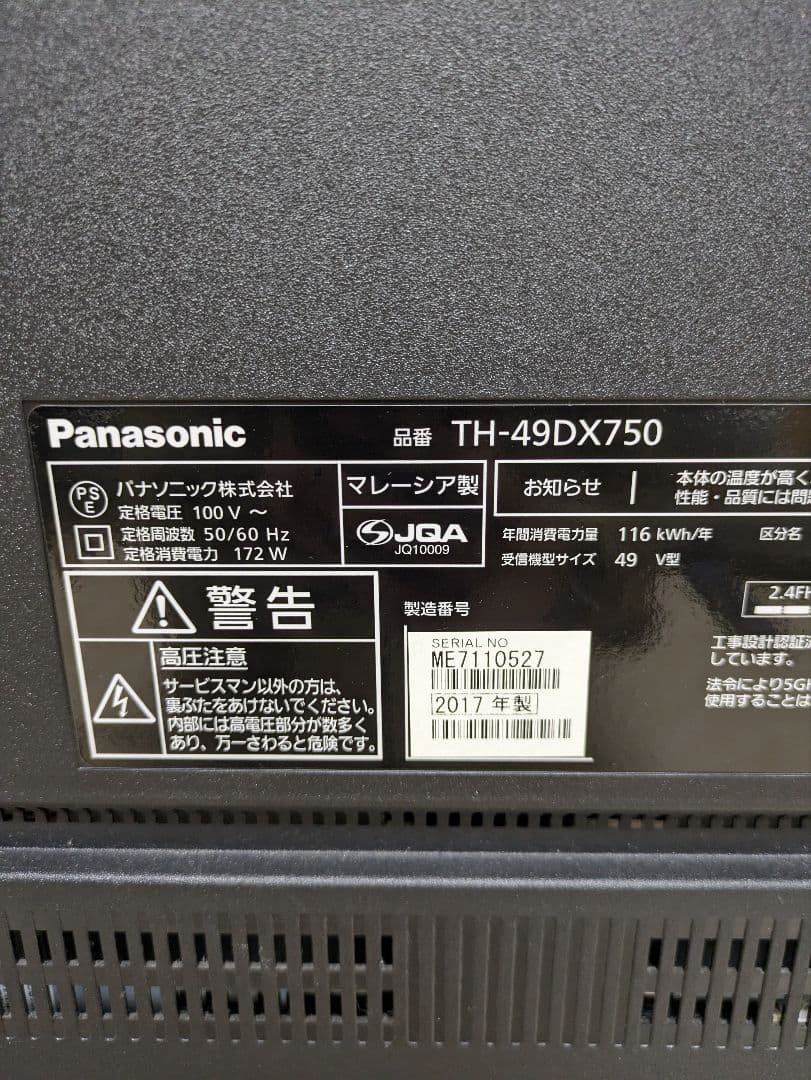 Panasonic
品番 TH-49DX750
PS
E
パナソニック株式会社
定格電圧 100 V ～
定格周波数 50/60 Hz
定格消費電力 172 W
マレーシア製
JQA
JQ10009
お知らせ
本体の温度が高く、
性能・品質には問
年間消費電力量 116 kWh/年 区分名
受信機型サイズ 49 V型
警告
高圧注意
サービスマン以外の方は、
裏ぶたをあけないでください。
内部には高電圧部分が数多く
あり、万一さわると危険です。
製造番号
SERIAL NO
ME7110527
2017 年製
2.4FH
工事設計認証済
しています。
法令により5GH
使用することは